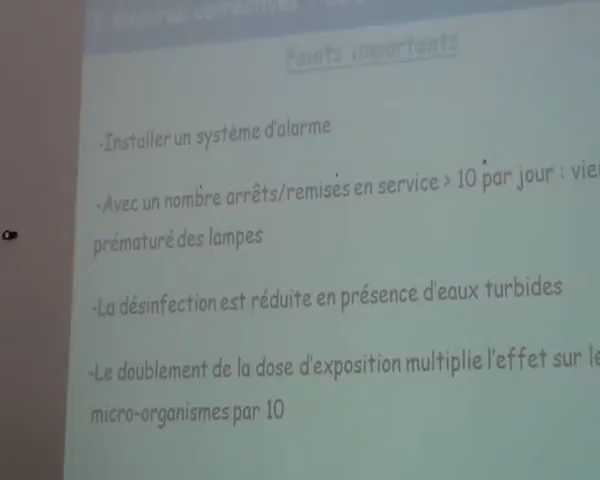 Points importants
-Installer un système d'alarme
-Avec un nombre arrêts/remises en service > 10 par jour :
prématuré des lampes
-La désinfection est réduite en présence d'eaux turbides
-Le doublement de la dose d'exposition multiplie l'effet sur
micro-organismes par 10